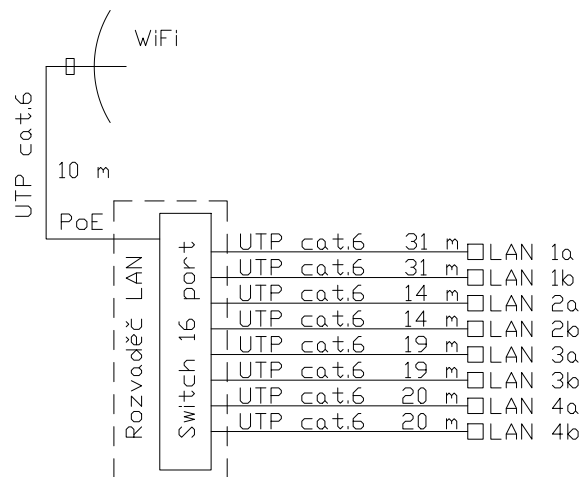 WiFi
UTP cat.6
10 m
PoE
Rozvaděč LAN
Switch 16 port
UTP cat.6 31 m LAN 1a
UTP cat.6 31 m LAN 1b
UTP cat.6 14 m LAN 2a
UTP cat.6 14 m LAN 2b
UTP cat.6 19 m LAN 3a
UTP cat.6 19 m LAN 3b
UTP cat.6 20 m LAN 4a
UTP cat.6 20 m LAN 4b